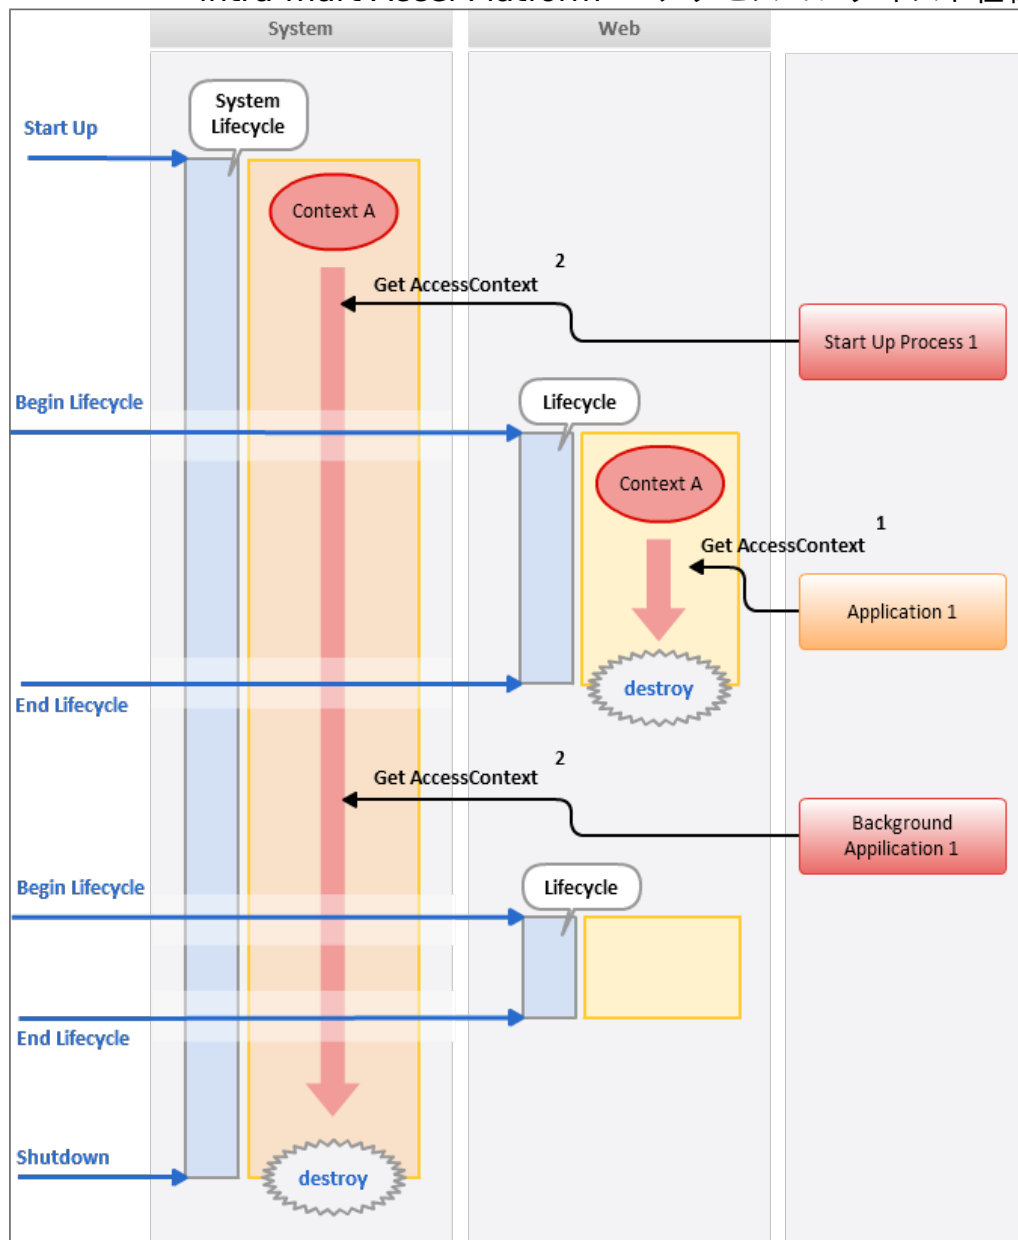 System
Web
System
Lifecycle
Start Up
Context A
2
Get AccessContext
Start Up Process 1
Begin Lifecycle
Lifecycle
Context A
1
Get AccessContext
Application 1
destroy
End Lifecycle
2
Get AccessContext
Background
Appilication 1
Begin Lifecycle
Lifecycle
End Lifecycle
Shutdown
destroy